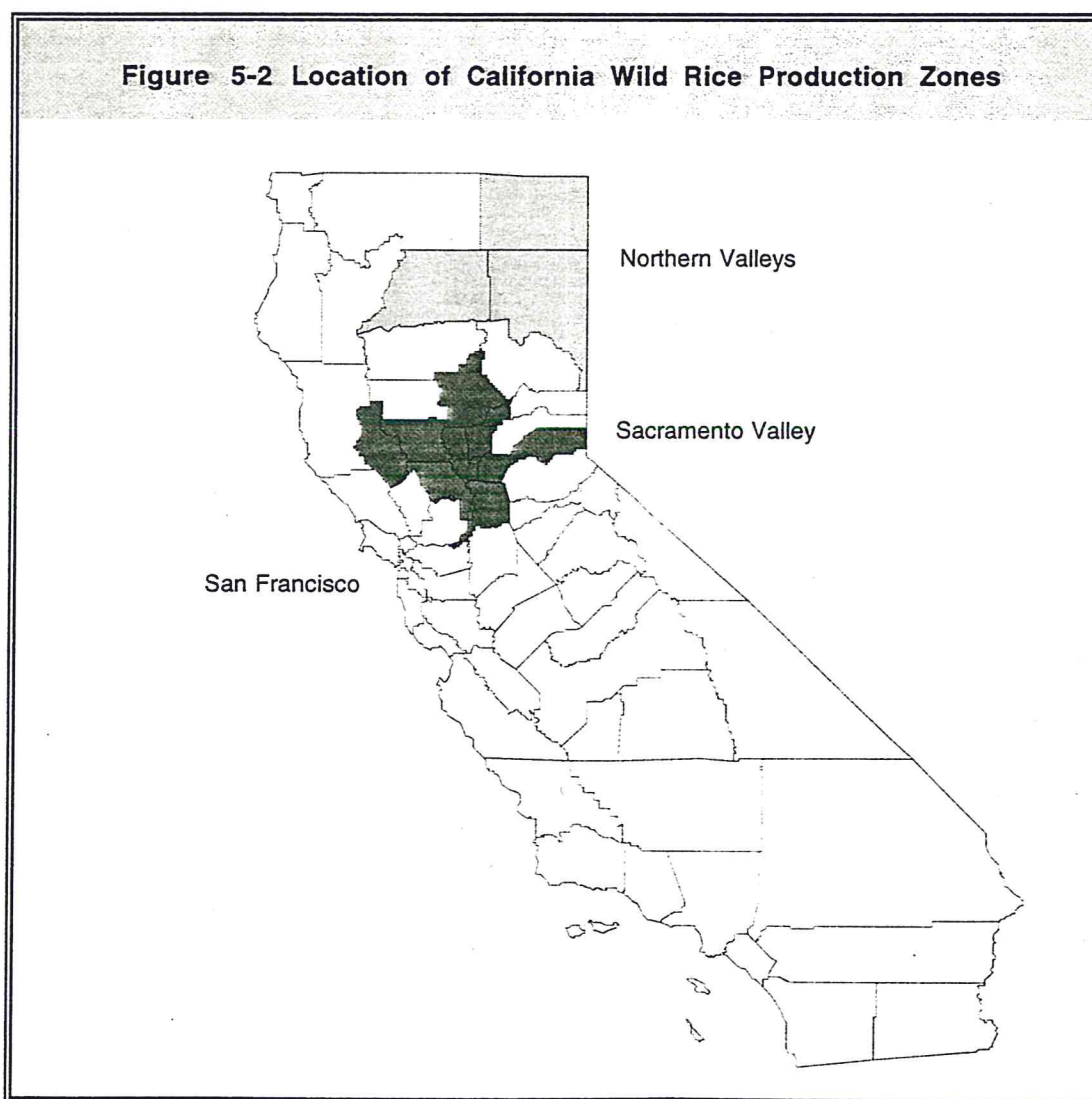 Figure 5-2 Location of California Wild Rice Production Zones
Northern Valleys
Sacramento Valley
San Francisco